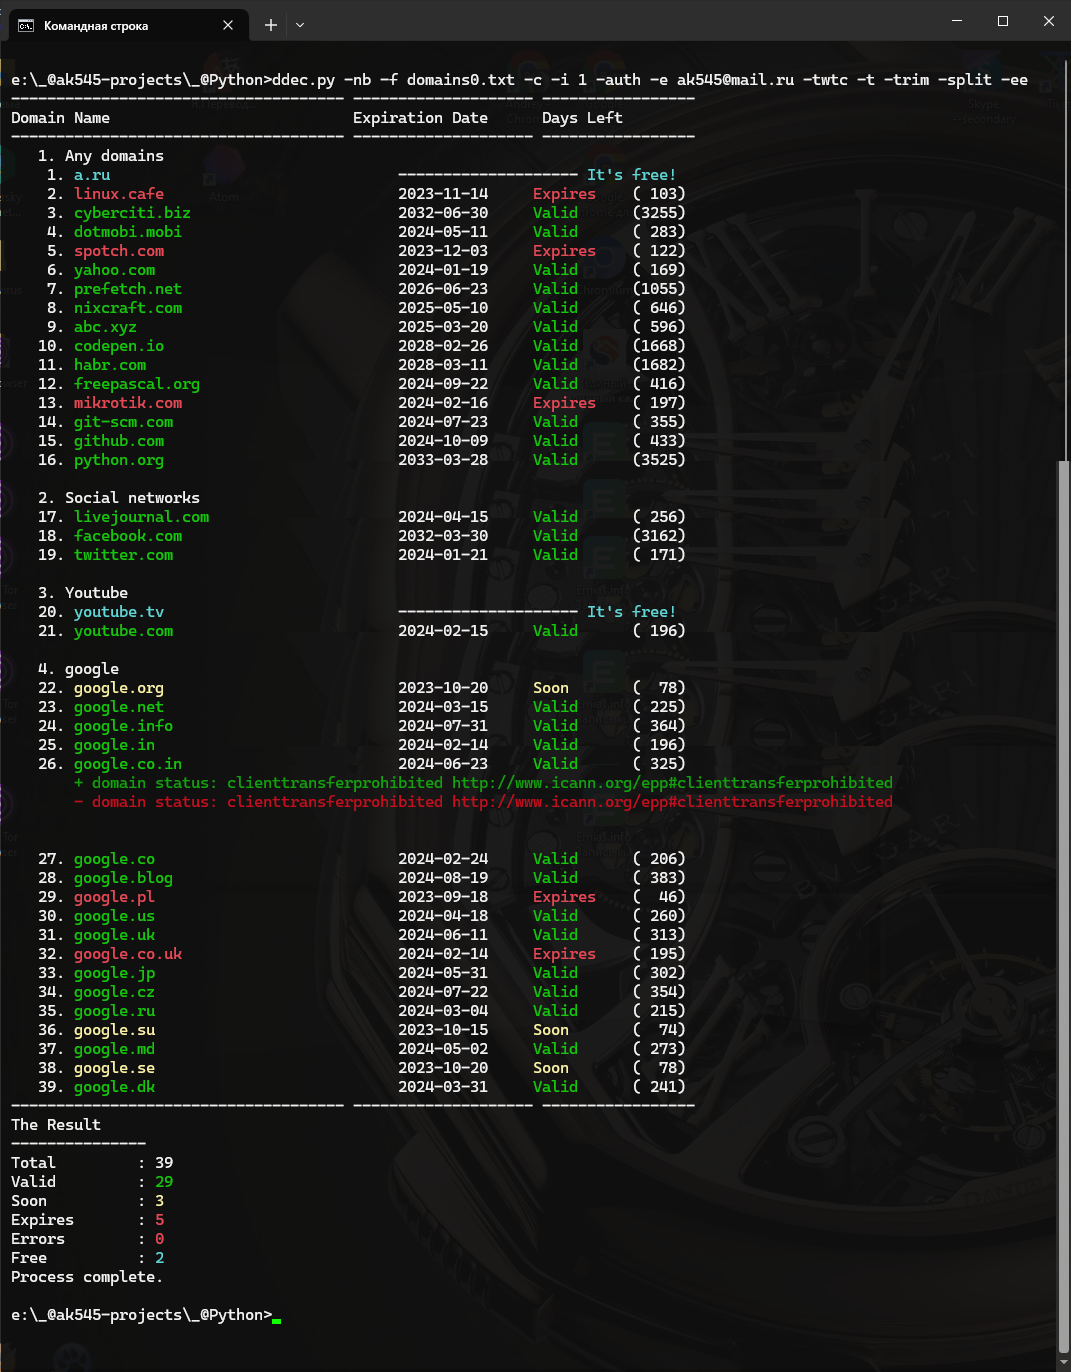 Командная строка
e:\_@ak545-projects\_@Python>ddec.py -nb -f domains0.txt -c -i 1 -auth -e ak545@mail.ru -twtc -t -trim -split -ee
------------------------------------- -------------------- -----------------
Domain Name Expiration Date Days Left
------------------------------------- -------------------- -----------------
1. Any domains
1. a.ru -------------------- It's free!
2. linux.cafe 2023-11-14 Expires ( 103)
3. cyberciti.biz 2032-06-30 Valid (3255)
4. dotmobi.mobi 2024-05-11 Valid ( 283)
5. spotch.com 2023-12-03 Expires ( 122)
6. yahoo.com 2024-01-19 Valid ( 169)
7. prefetch.net 2026-06-23 Valid (1055)
8. nixcraft.com 2025-05-10 Valid ( 646)
9. abc.xyz 2025-03-20 Valid ( 596)
10. codepen.io 2028-02-26 Valid (1668)
11. habr.com 2028-03-11 Valid (1682)
12. freepascal.org 2024-09-22 Valid ( 416)
13. mikrotik.com 2024-02-16 Expires ( 197)
14. git-scm.com 2024-07-23 Valid ( 355)
15. github.com 2024-10-09 Valid ( 433)
16. python.org 2033-03-28 Valid (3525)
2. Social networks
17. livejournal.com 2024-04-15 Valid ( 256)
18. facebook.com 2032-03-30 Valid (3162)
19. twitter.com 2024-01-21 Valid ( 171)
3. Youtube
20. youtube.tv -------------------- It's free!
21. youtube.com 2024-02-15 Valid ( 196)
4. google
22. google.org 2023-10-20 Soon ( 78)
23. google.net 2024-03-15 Valid ( 225)
24. google.info 2024-07-31 Valid ( 364)
25. google.in 2024-02-14 Valid ( 196)
26. google.co.in 2024-06-23 Valid ( 325)
+ domain status: clienttransferprohibited http://www.icann.org/epp#clienttransferprohibited
- domain status: clienttransferprohibited http://www.icann.org/epp#clienttransferprohibited
27. google.co 2024-02-24 Valid ( 206)
28. google.blog 2024-08-19 Valid ( 383)
29. google.pl 2023-09-18 Expires ( 46)
30. google.us 2024-04-18 Valid ( 260)
31. google.uk 2024-06-11 Valid ( 313)
32. google.co.uk 2024-02-14 Expires ( 195)
33. google.jp 2024-05-31 Valid ( 302)
34. google.cz 2024-07-22 Valid ( 354)
35. google.ru 2024-03-04 Valid ( 215)
36. google.su 2023-10-15 Soon ( 74)
37. google.md 2024-05-02 Valid ( 273)
38. google.se 2023-10-20 Soon ( 78)
39. google.dk 2024-03-31 Valid ( 241)
------------------------------------- -------------------- -----------------
The Result
---------------
Total : 39
Valid : 29
Soon : 3
Expires : 5
Errors : 0
Free : 2
Process complete.
e:\_@ak545-projects\_@Python>